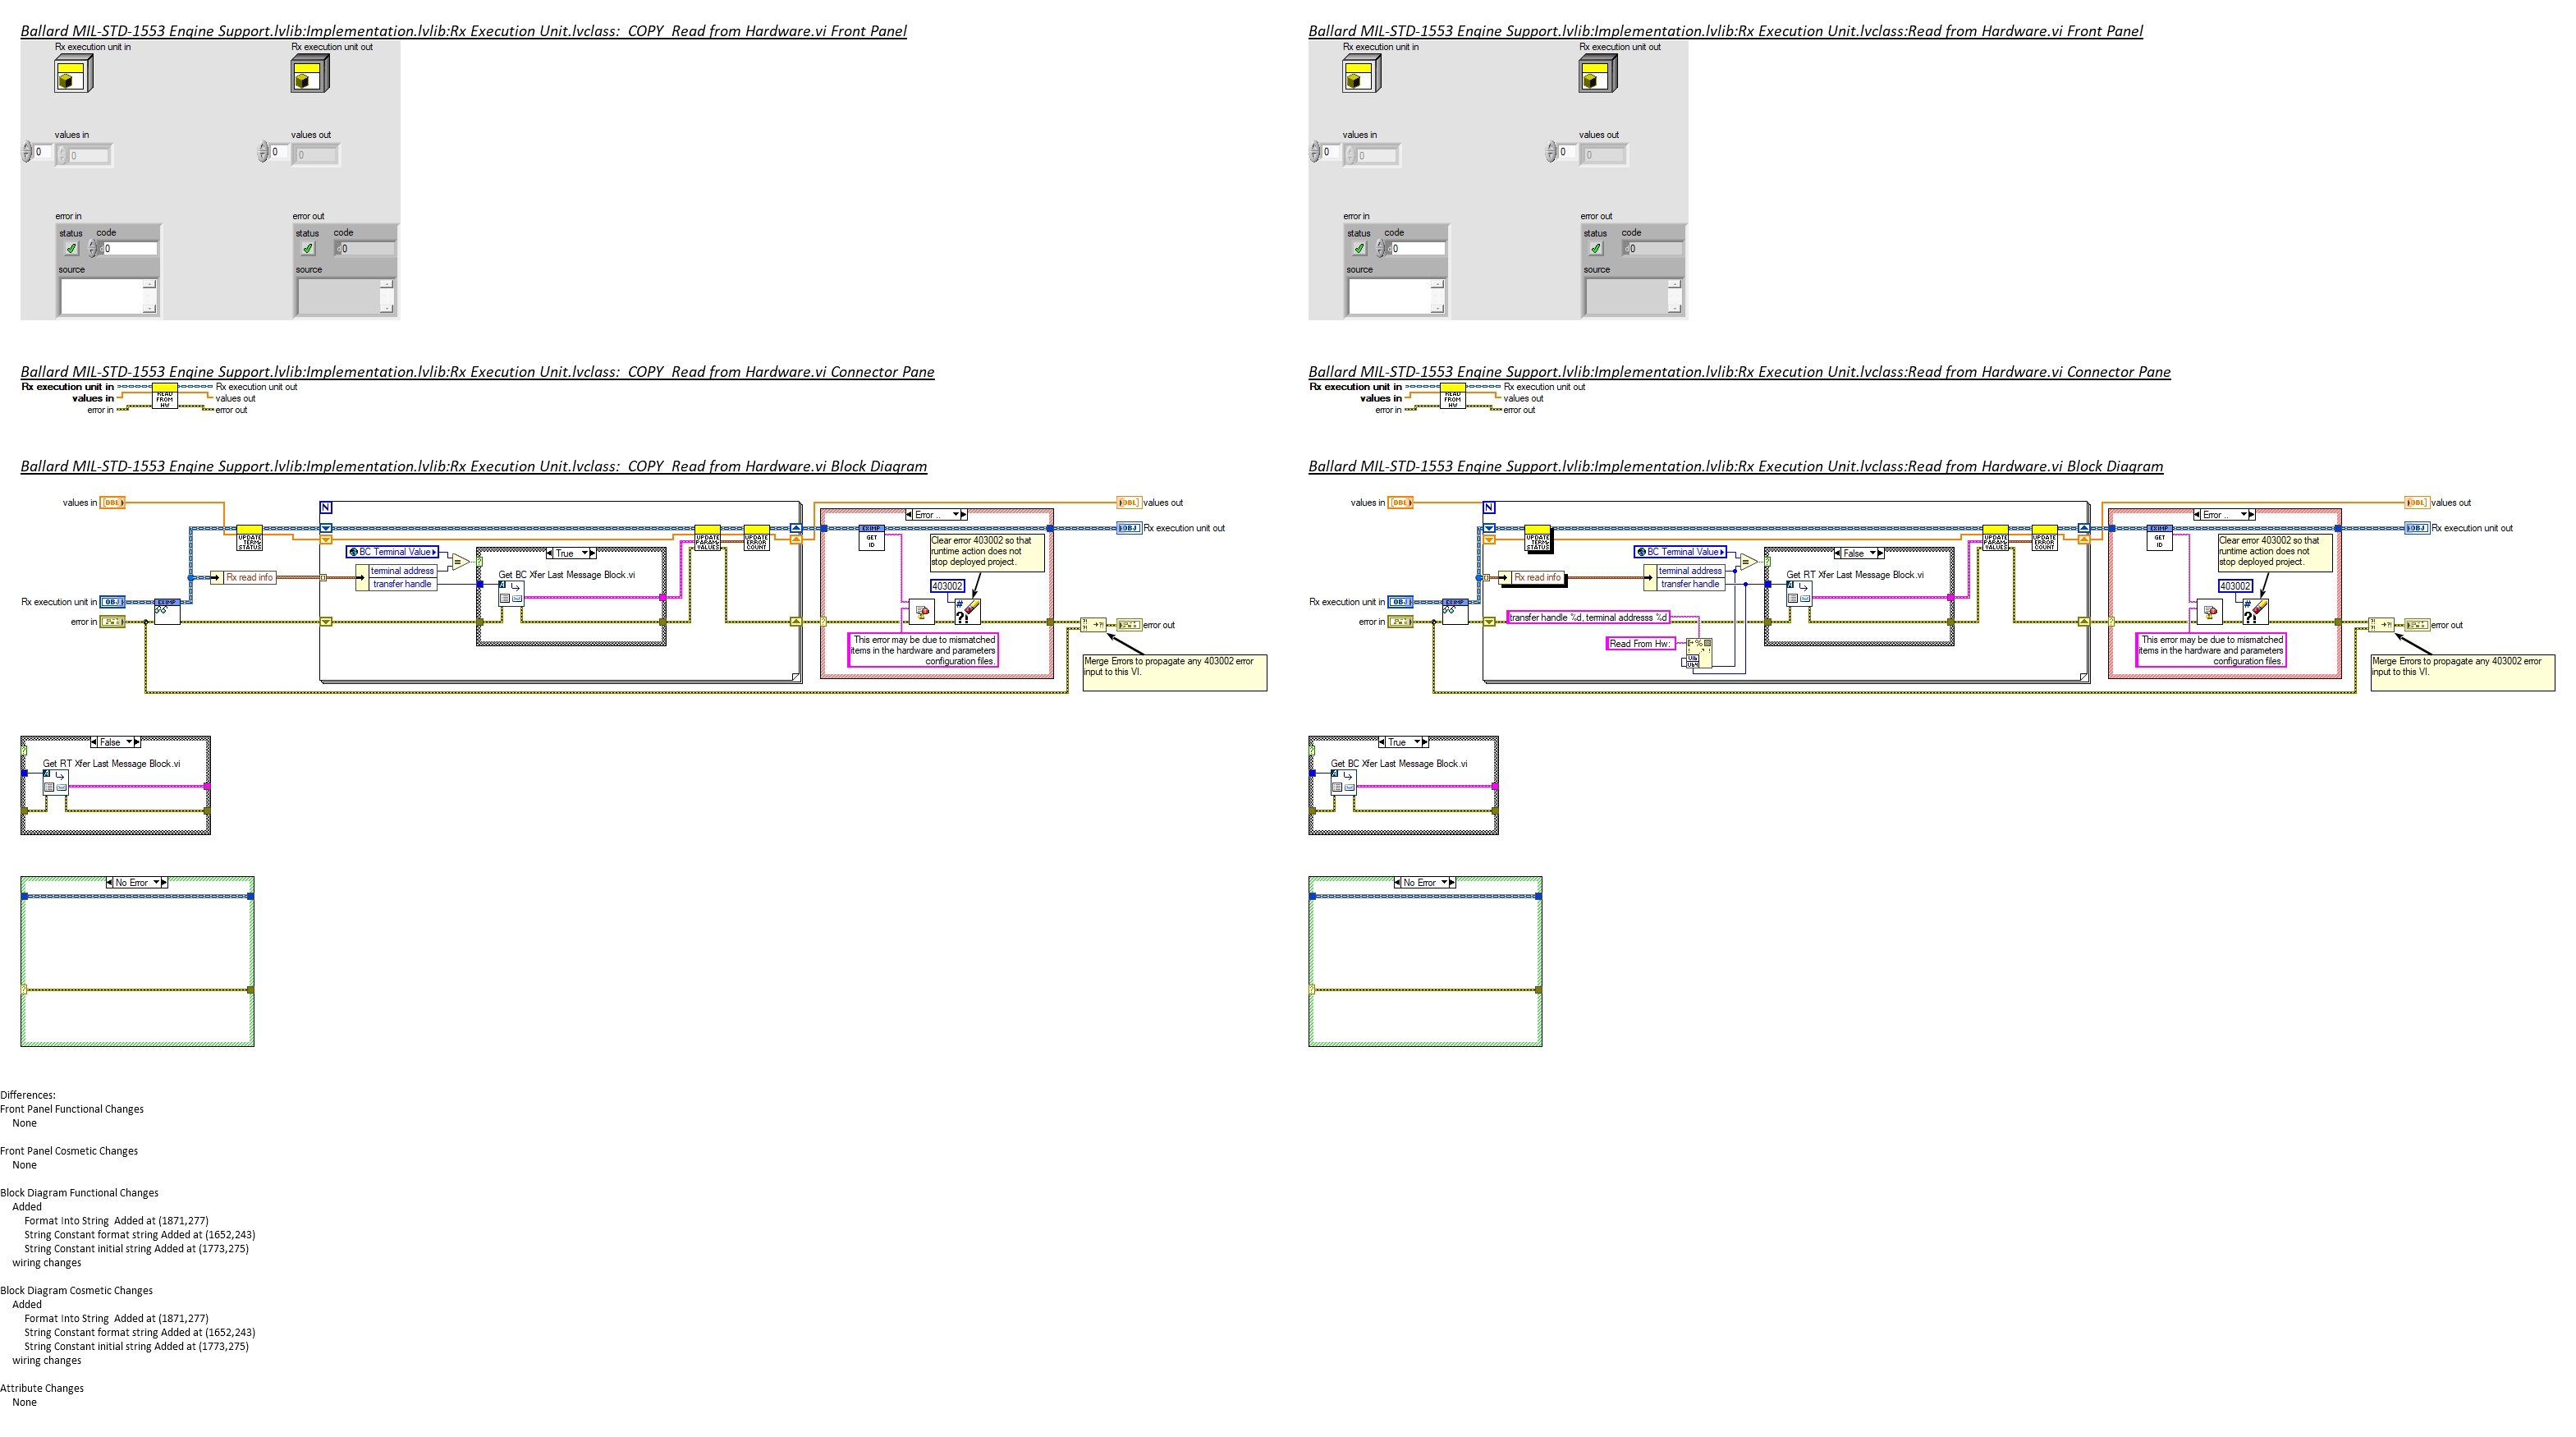 Ballard MIL-STD-1553 Engine Support.lvlib:Implementation.lvlib:Rx Execution Unit.lvclass:  COPY  Read from Hardware.vi Front Panel
Rx execution unit in
Rx execution unit out
values in
values out
0
0
0
0
error in
error out
status
code
status
code
0
0
source
source
Ballard MIL-STD-1553 Engine Support.lvlib:Implementation.lvlib:Rx Execution Unit.lvclass:  COPY  Read from Hardware.vi Connector Pane
Rx execution unit in
Rx execution unit out
values in
READ
FROM
HW
values out
error in
error out
Ballard MIL-STD-1553 Engine Support.lvlib:Implementation.lvlib:Rx Execution Unit.lvclass:  COPY  Read from Hardware.vi Block Diagram
values in
DBL
N
DBL
values out
Error ..
OBJ
Rx execution unit out
UPDATE
TERM
STATUS
UPDATE
PARAM
VALUES
UPDATE
ERROR
COUNT
GET
ID
Clear error 403002 so that
runtime action does not
stop deployed project.
BC Terminal Value
True
=
terminal address
Get BC Xfer Last Message Block.vi
Rx read info
transfer handle
403002
Rx execution unit in
OBJ
error in
error out
This error may be due to mismatched
items in the hardware and parameters
configuration files.
Merge Errors to propagate any 403002 error
input to this VI.
False
Get RT Xfer Last Message Block.vi
No Error
Ballard MIL-STD-1553 Engine Support.lvlib:Implementation.lvlib:Rx Execution Unit.lvclass:Read from Hardware.vi Front Panel
Rx execution unit in
Rx execution unit out
values in
values out
0
0
0
0
error in
error out
status
code
status
code
0
0
source
source
Ballard MIL-STD-1553 Engine Support.lvlib:Implementation.lvlib:Rx Execution Unit.lvclass:Read from Hardware.vi Connector Pane
Rx execution unit in
Rx execution unit out
values in
READ
FROM
HW
values out
error in
error out
Ballard MIL-STD-1553 Engine Support.lvlib:Implementation.lvlib:Rx Execution Unit.lvclass:Read from Hardware.vi Block Diagram
values in
DBL
N
DBL
values out
Error ..
OBJ
Rx execution unit out
UPDATE
TERM
STATUS
UPDATE
PARAM
VALUES
UPDATE
ERROR
COUNT
GET
ID
Clear error 403002 so that
runtime action does not
stop deployed project.
BC Terminal Value
False
=
terminal address
Get RT Xfer Last Message Block.vi
Rx read info
transfer handle
403002
Rx execution unit in
OBJ
transfer handle %d, terminal addresss %d
error in
error out
Read From Hw:
This error may be due to mismatched
items in the hardware and parameters
configuration files.
Merge Errors to propagate any 403002 error
input to this VI.
True
Get BC Xfer Last Message Block.vi
No Error
Differences:
Front Panel Functional Changes
None
Front Panel Cosmetic Changes
None
Block Diagram Functional Changes
Added
Format Into String  Added at (1871,277)
String Constant format string Added at (1652,243)
String Constant initial string Added at (1773,275)
wiring changes
Block Diagram Cosmetic Changes
Added
Format Into String  Added at (1871,277)
String Constant format string Added at (1652,243)
String Constant initial string Added at (1773,275)
wiring changes
Attribute Changes
None